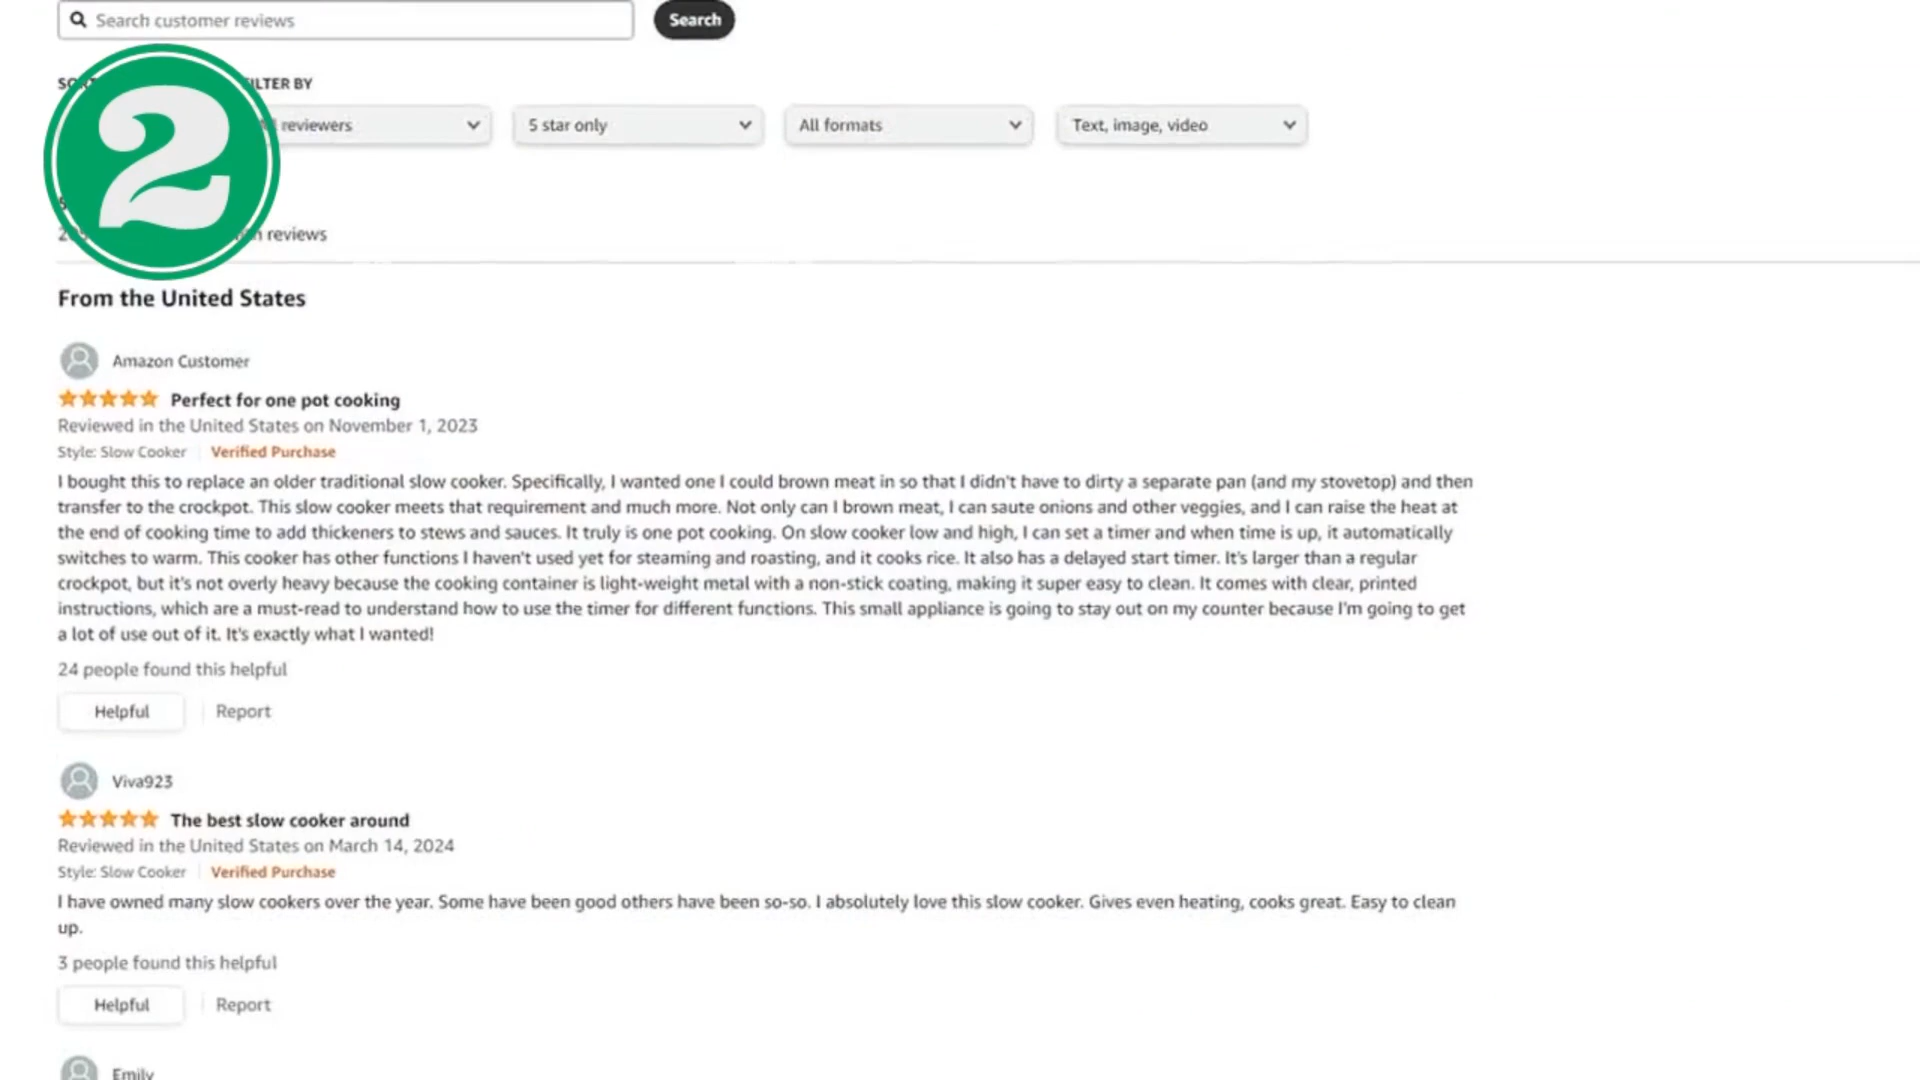 Search customer reviews
Search
FILTER BY
reviewers
5 star only
All formats
Text, image, video
2
reviews
From the United States
Amazon Customer
Perfect for one pot cooking
Reviewed in the United States on November 1, 2023
Style: Slow Cooker
Verified Purchase
I bought this to replace an older traditional slow cooker. Specifically, I wanted one I could brown meat in so that I didn't have to dirty a separate pan (and my stovetop) and then
transfer to the crockpot. This slow cooker meets that requirement and much more. Not only can I brown meat, I can saute onions and other veggies, and I can raise the heat at
the end of cooking time to add thickeners to stews and sauces. It truly is one pot cooking. On slow cooker low and high, I can set a timer and when time is up, it automatically
switches to warm. This cooker has other functions I haven't used yet for steaming and roasting, and it cooks rice. It also has a delayed start timer. It's larger than a regular
crockpot, but it's not overly heavy because the cooking container is light-weight metal with a non-stick coating, making it super easy to clean. It comes with clear, printed
instructions, which are a must-read to understand how to use the timer for different functions. This small appliance is going to stay out on my counter because I'm going to get
a lot of use out of it. It's exactly what I wanted!
24 people found this helpful
Helpful
Report
Viva923
The best slow cooker around
Reviewed in the United States on March 14, 2024
Style: Slow Cooker
Verified Purchase
I have owned many slow cookers over the year. Some have been good others have been so-so. I absolutely love this slow cooker. Gives even heating, cooks great. Easy to clean
up.
3 people found this helpful
Helpful
Report
Emily